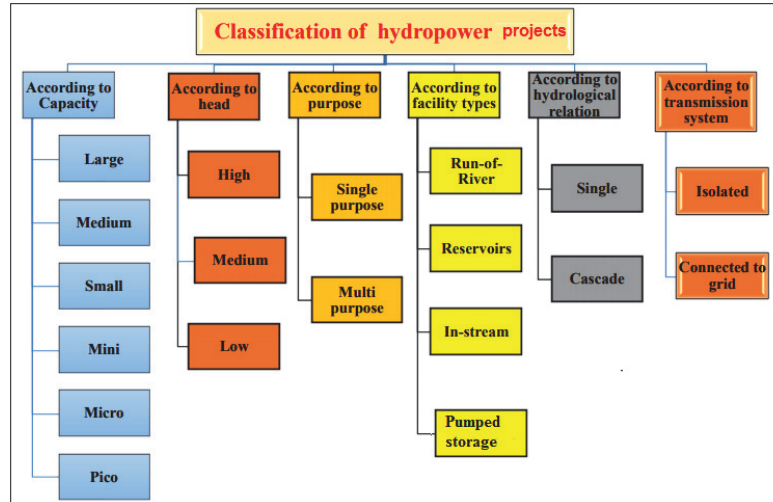 Classification of hydropower projects
According to
Capacity
Large
Medium
Small
Mini
Micro
Pico
According to
head
High
Medium
Low
According to
purpose
Single
purpose
Multi
purpose
According to
facility types
Run-of-
River
Reservoirs
In-stream
Pumped
storage
According to
hydrological
relation
Single
Cascade
According to
transmission
system
Isolated
Connected to
grid